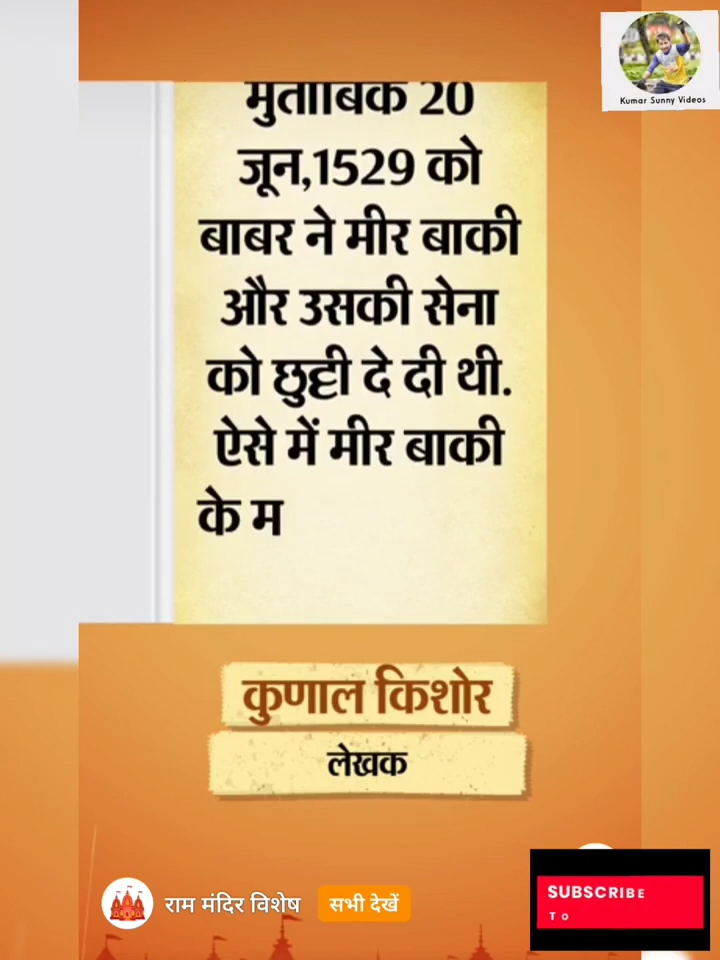 Kumar Sunny Videos
मुताबिक 20
जून,1529 को
बाबर ने मीर बाकी
और उसकी सेना
को छुट्टी दे दी थी.
ऐसे में मीर बाकी
के म
कुणाल किशोर
लेखक
राम मंदिर विशेष
सभी देखें
SUBSCRIBE
TO